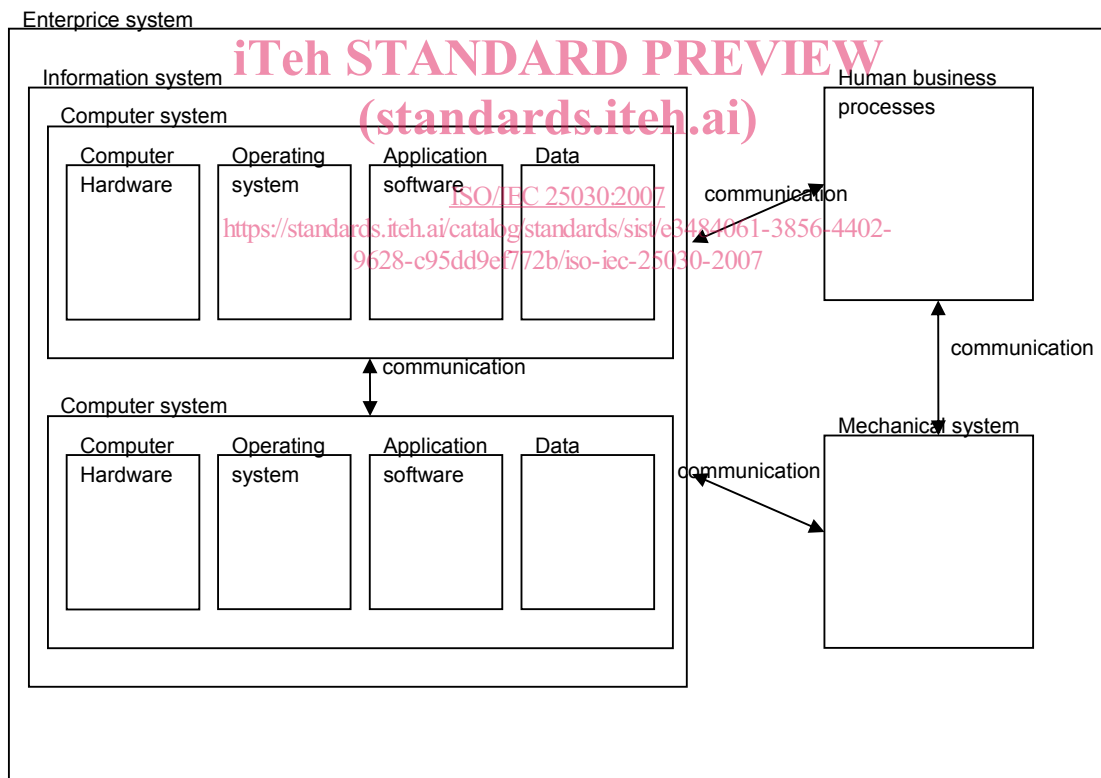 Enterprice system
iTeh STANDARD PREVIEW
(standards.iteh.ai)
Information system
Human business
processes
Computer system
Computer
Hardware
Operating
system
Application
software
Data
ISO/IEC 25030:2007
https://standards.iteh.ai/catalog/standards/sist/e3484061-3856-4402-
9628-c95dd9ef772b/iso-iec-25030-2007
communication
communication
communication
Computer system
Computer
Hardware
Operating
system
Application
software
Data
communication
Mechanical system